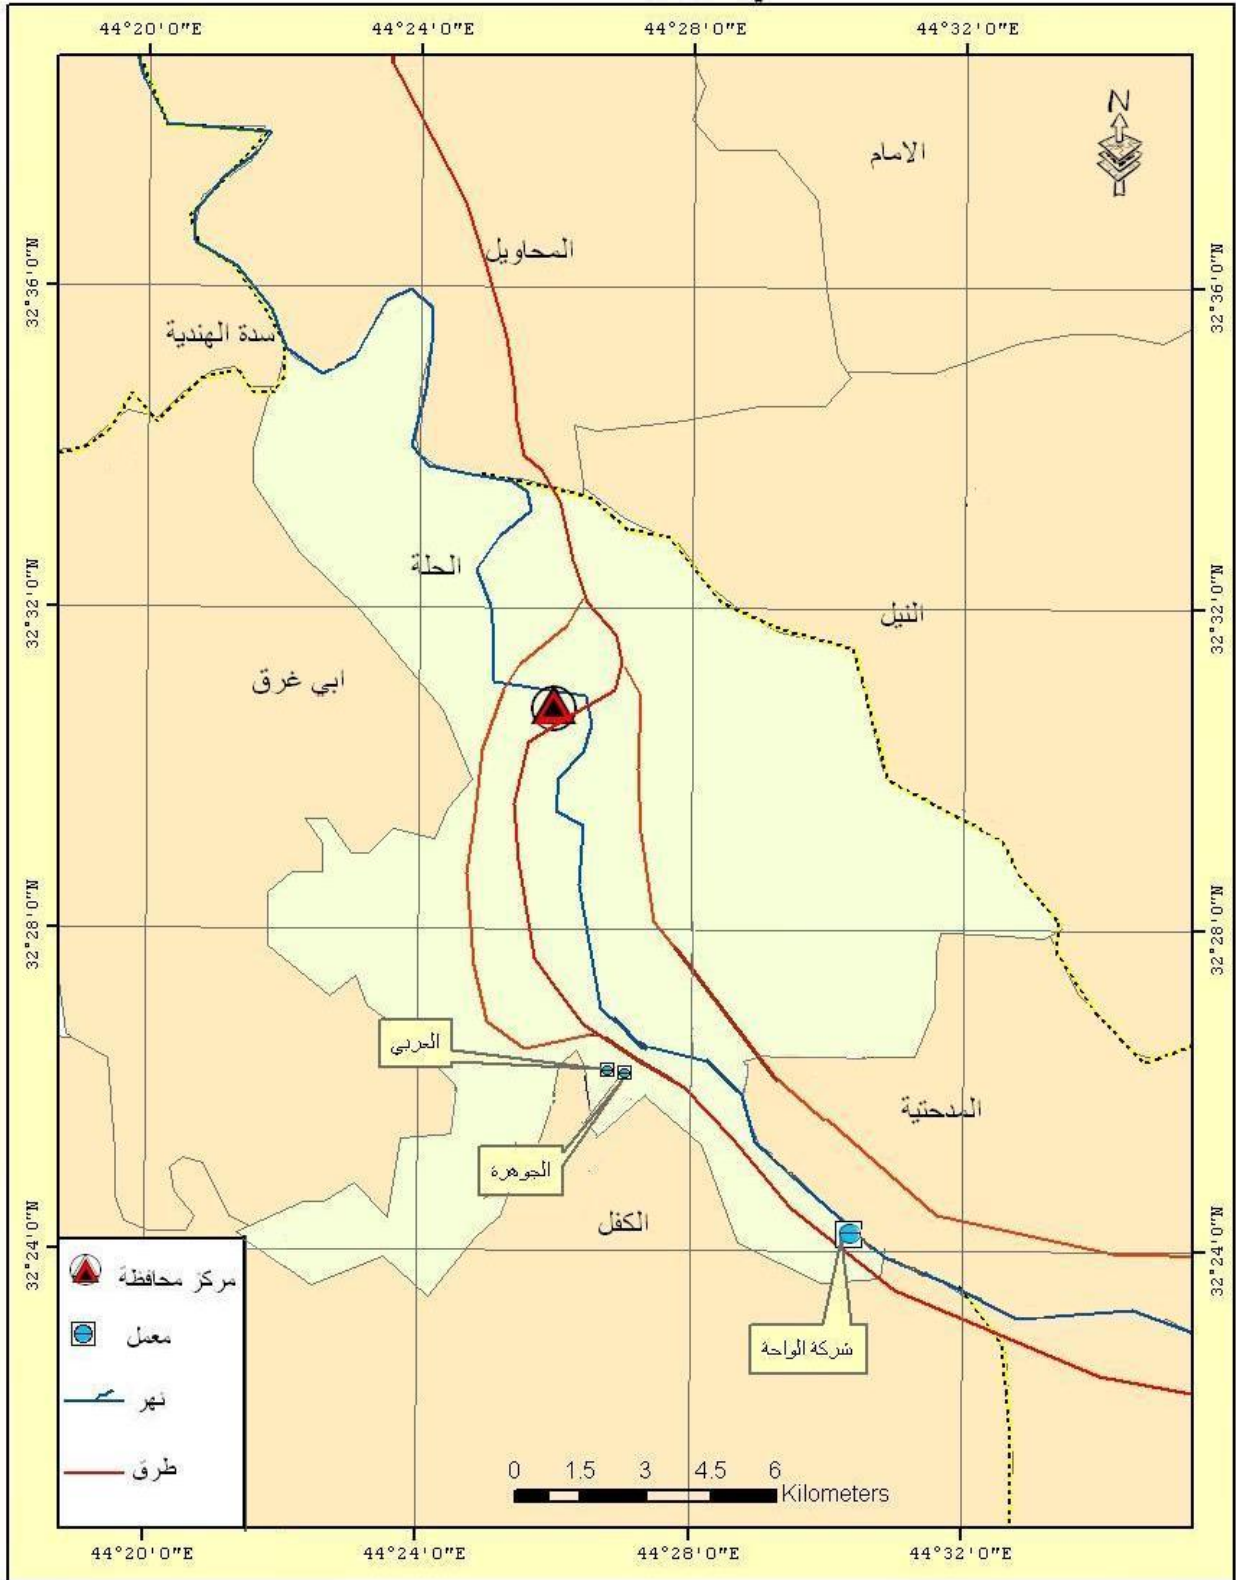 44°20'0"E 44°24'0"E 44°28'0"E 44°32'0"E
N
الامام
المحاويل
32°36'0"N 32°36'0"N
سدة الهندية
الحلة
32°32'0"N 32°32'0"N
النيل
ابي غرق
32°28'0"N 32°28'0"N
العربي
المدحتية
الجوهرة
الكفل
32°24'0"N 32°24'0"N
مركز محافظة
معمل
شركة الواحة
نهر
طرق
0 1.5 3 4.5 6
Kilometers
44°20'0"E 44°24'0"E 44°28'0"E 44°32'0"E